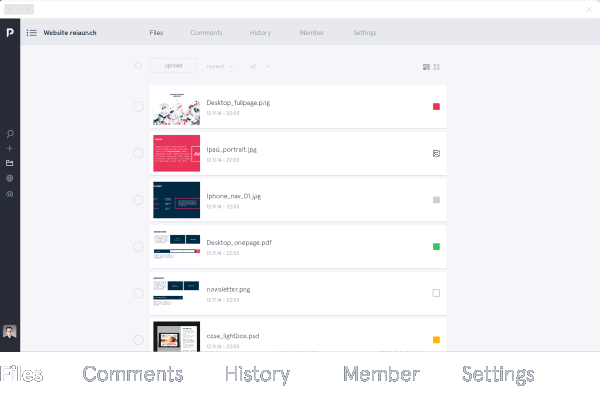 P
Website relaunch
Files Comments History Member Settings
upload recent all
Desktop_fullpage.png
12.11.14 - 22:03
Ipad_portrait.jpg
12.11.14 - 22:03
Iphone_nav_01.jpg
12.11.14 - 22:03
Desktop_onepage.pdf
12.11.14 - 22:03
newsletter.png
12.11.14 - 22:03
case_lightbox.psd
12.11.14 - 22:03
Files Comments History Member Settings